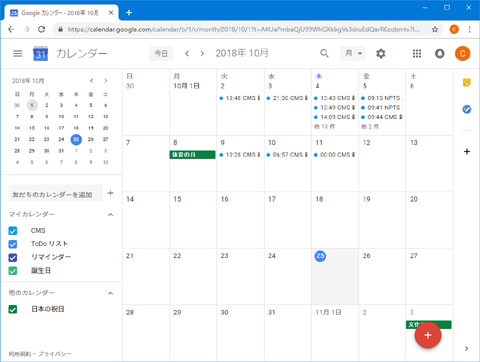 Google カレンダー - 2018年 10月
https://calendar.google.com/calendar/b/1/r/month/2018/10/1?
カレンダー
31
今日
2018年 10月
月
C
2018年 10月
日 月 火 水 木 金 土
30 1 2 3 4 5 6
7 8 9 10 11 12 13
14 15 16 17 18 19 20
21 22 23 24 25 26 27
28 29 30 31 1 2 3
4 5 6 7 8 9 10
友だちのカレンダーを追加
マイカレンダー
CMS
ToDo リスト
リマインダー
誕生日
他のカレンダー
日本の祝日
利用規約 – プライバシー
日 月 火 水 木 金 土
30 10月 1日 2 3 4 5 6
13:48 CMS
21:30 CMS
13:43 CMS
13:49 CMS
14:09 CMS
他 13 件
09:15 NPTS
09:41 NPTS
09:44 CMS
他 2 件
7 8 9 10 11 12 13
体育の日
13:28 CMS
06:57 CMS
00:00 CMS
14 15 16 17 18 19 20
21 22 23 24 25 26 27
28 29 30 31 11月 1日 2 3